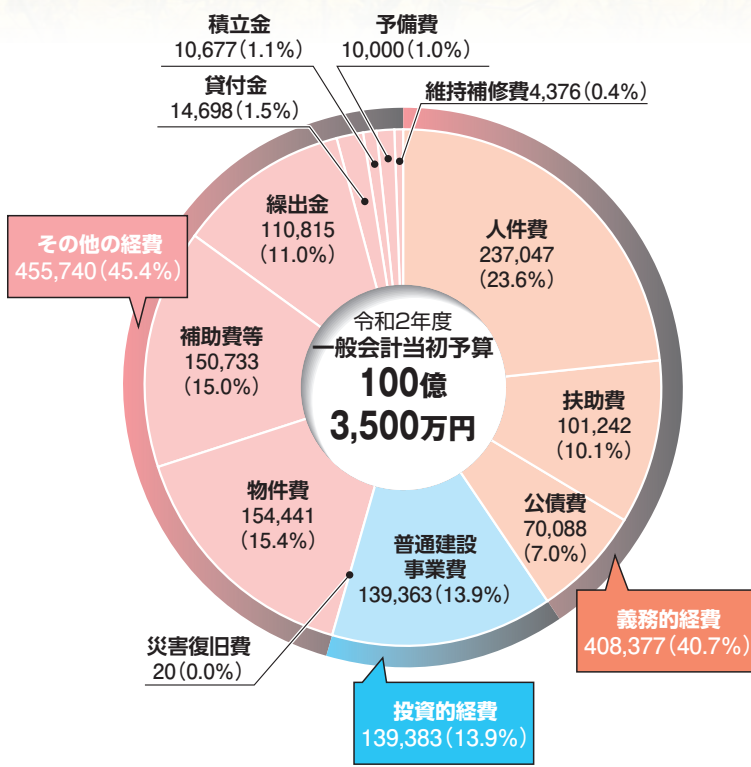 積立金
10,677(1.1%)
予備費
10,000(1.0%)
貸付金
14,698(1.5%)
維持補修費4,376(0.4%)
繰出金
110,815
(11.0%)
人件費
237,047
(23.6%)
その他の経費
455,740(45.4%)
令和2年度
一般会計当初予算
100億
3,500万円
補助費等
150,733
(15.0%)
扶助費
101,242
(10.1%)
物件費
154,441
(15.4%)
公債費
70,088
(7.0%)
普通建設
事業費
139,363(13.9%)
義務的経費
408,377(40.7%)
災害復旧費
20(0.0%)
投資的経費
139,383(13.9%)